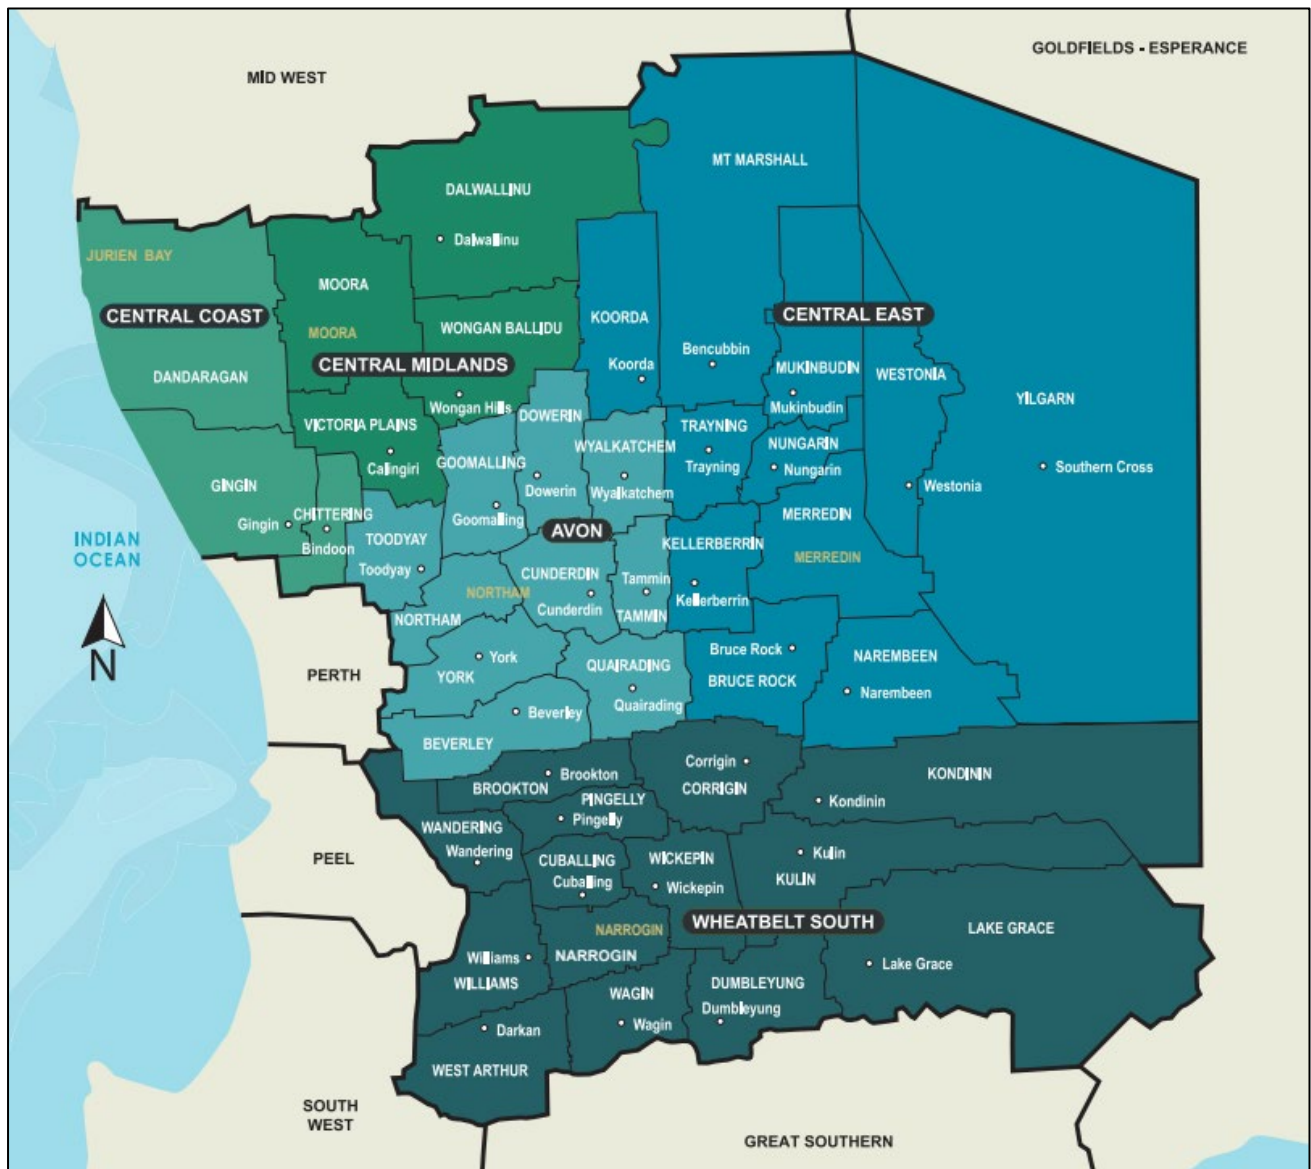 GOLDFIELDS - ESPERANCE
MID WEST
MT MARSHALL
DALWALLINU
Dalwallinu
JURIEN BAY
MOORA
CENTRAL COAST
KOORDA
CENTRAL EAST
WONGAN BALLIDU
MOORA
Bencubbin
CENTRAL MIDLANDS
Koorda
MUKINBUDIN
WESTONIA
DANDARAGAN
YILGARN
Wongan Hills
Mukinbudin
DOWERIN
VICTORIA PLAINS
TRAYNING
WYALKATCHEM
NUNGARIN
GOOMALLING
Calingiri
Trayning
Nungarin
Southern Cross
GINGIN
Dowerin
Wyalkatchem
Westonia
CHITTERING
Goomalling
MERREDIN
Gingin
AVON
INDIAN
OCEAN
TOODYAY
KELLERBERRIN
Bindoon
MERREDIN
Toodyay
CUNDERDIN
Tammin
NORTHAM
Kellerberrin
Cunderdin
TAMMIN
NORTHAM
N
York
Bruce Rock
NAREMBEEN
PERTH
QUAIRADING
YORK
BRUCE ROCK
Narembeen
Beverley
Quairading
BEVERLEY
Corrigin
Brookton
KONDININ
BROOKTON
CORRIGIN
PINGELLY
Kondinin
Pingelly
WANDERING
Wandering
Kulin
PEEL
CUBALLING
WICKEPIN
Cuballing
Wickepin
KULIN
WHEATBELT SOUTH
NARROGIN
LAKE GRACE
Williams
NARROGIN
Lake Grace
WILLIAMS
WAGIN
DUMBLEYUNG
Dumbleyung
Darkan
Wagin
WEST ARTHUR
SOUTH
WEST
GREAT SOUTHERN